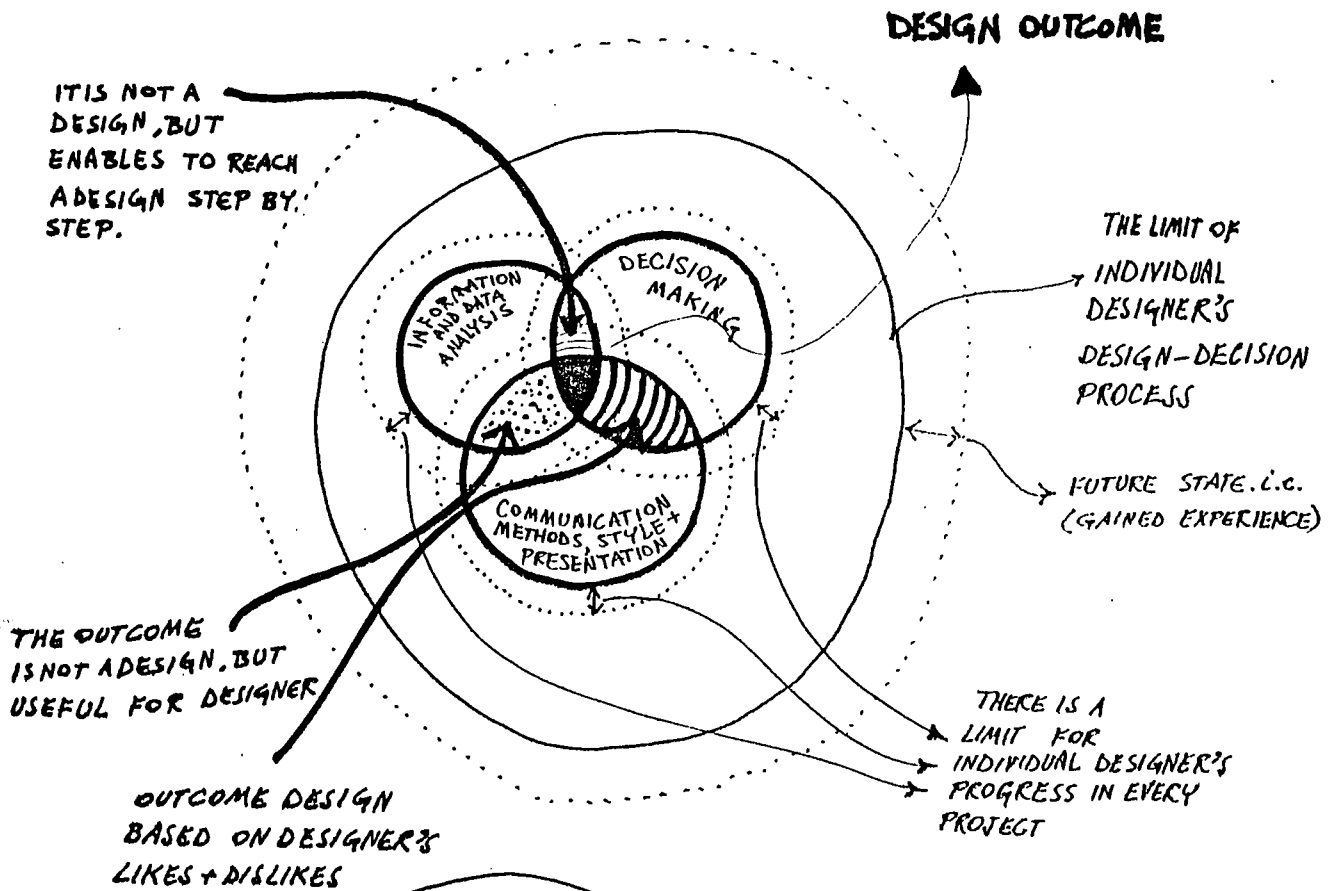 DESIGN OUTCOME
IT IS NOT A
DESIGN, BUT
ENABLES TO REACH
A DESIGN STEP BY.
STEP.
THE LIMIT OF
INDIVIDUAL
DESIGNER'S
DESIGN-DECISION
PROCESS
INFORMATION
AND DATA
ANALYSIS
DECISION
MAKING
COMMUNICATION
METHODS, STYLE +
PRESENTATION
FUTURE STATE. i.e.
(GAINED EXPERIENCE)
THE OUTCOME
IS NOT A DESIGN, BUT
USEFUL FOR DESIGNER
THERE IS A
LIMIT FOR
INDIVIDUAL DESIGNER'S
PROGRESS IN EVERY
PROJECT
OUTCOME DESIGN
BASED ON DESIGNER'S
LIKES + DISLIKES